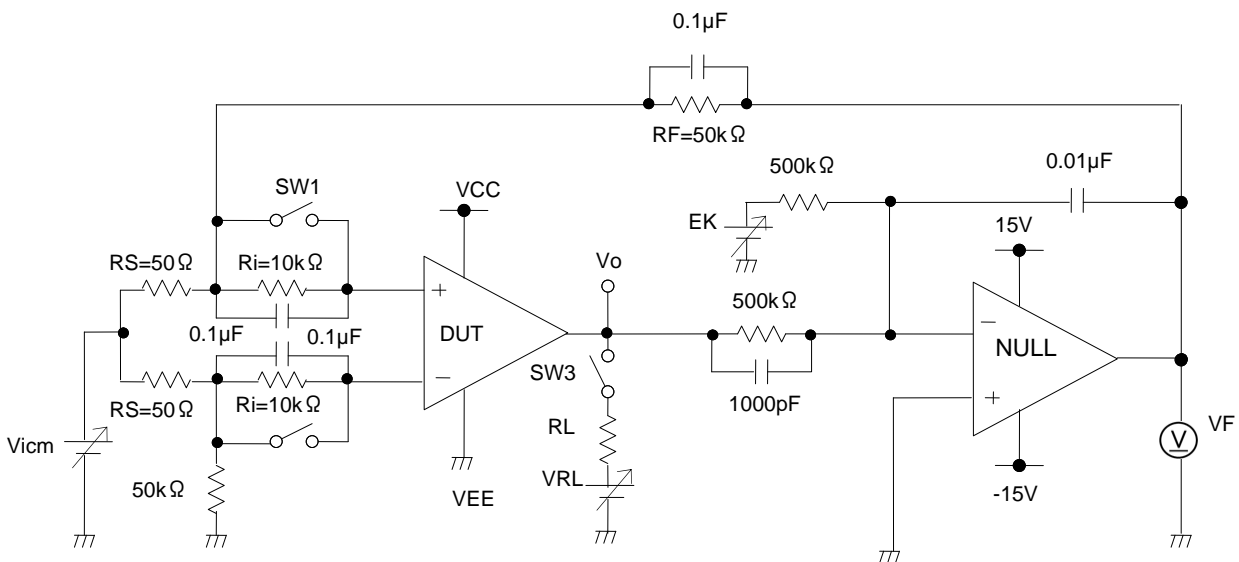 0.1µF
RF=50kΩ
500kΩ
0.01µF
SW1
VCC
EK
15V
RS=50Ω
Ri=10kΩ
Vo
+
500kΩ
−
0.1µF
0.1µF
DUT
NULL
−
SW3
1000pF
+
RS=50Ω
Ri=10kΩ
RL
VF
V
Vicm
50kΩ
VEE
VRL
-15V